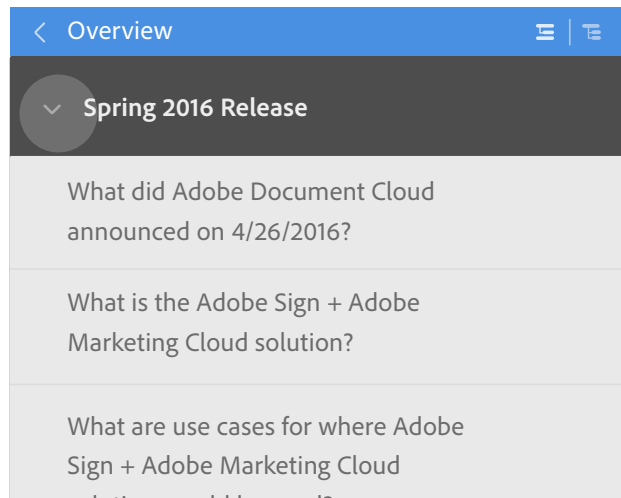 Overview
Spring 2016 Release
What did Adobe Document Cloud
announced on 4/26/2016?
What is the Adobe Sign + Adobe
Marketing Cloud solution?
What are use cases for where Adobe
Sign + Adobe Marketing Cloud